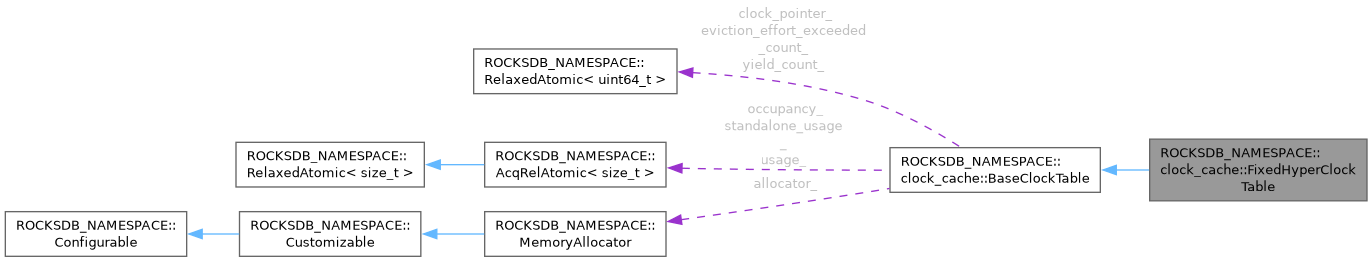 clock_pointer_
eviction_effort_exceeded
_count_
yield_count_
ROCKSDB_NAMESPACE::
RelaxedAtomic< uint64_t >
occupancy_
standalone_usage
_
usage_
ROCKSDB_NAMESPACE::
RelaxedAtomic< size_t >
ROCKSDB_NAMESPACE::
AcqRelAtomic< size_t >
ROCKSDB_NAMESPACE::
clock_cache::BaseClockTable
ROCKSDB_NAMESPACE::
clock_cache::FixedHyperClock
Table
allocator_
ROCKSDB_NAMESPACE::
Configurable
ROCKSDB_NAMESPACE::
Customizable
ROCKSDB_NAMESPACE::
MemoryAllocator